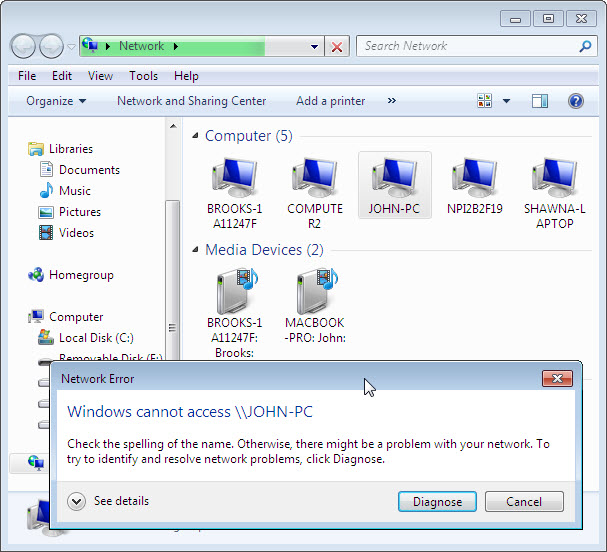 Network
Search Network
File Edit View Tools Help
Organize Network and Sharing Center Add a printer »
Libraries
Documents
Music
Pictures
Videos
Homegroup
Computer
Local Disk (C:)
Removable Disk (F:)
Computer (5)
BROOKS-1
A11247F
COMPUTE
R2
JOHN-PC
NPI2B2F19
SHAWNA-L
APTOP
Media Devices (2)
BROOKS-1
A11247F:
Brooks:
MACBOOK
-PRO: John:
Network Error
Windows cannot access \\JOHN-PC
Check the spelling of the name. Otherwise, there might be a problem with your network. To
try to identify and resolve network problems, click Diagnose.
See details
Diagnose
Cancel